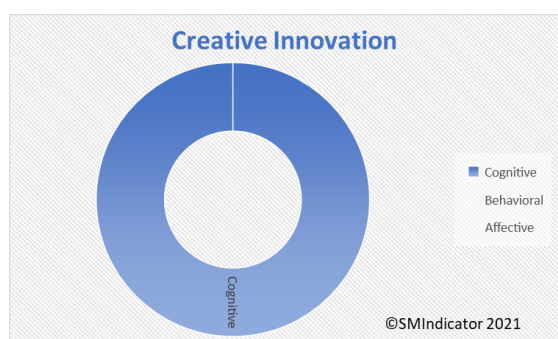 Creative Innovation
Cognitive
Behavioral
Affective
Cognitive
©SMIndicator 2021